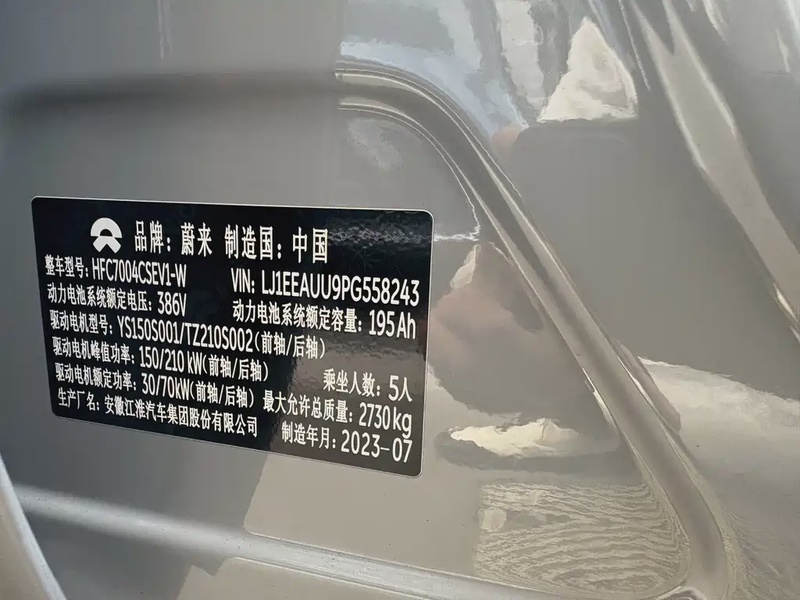 品牌：蔚来 制造国：中国
整车型号：HFC7004CSEV1-W VIN: LJ1EEAUU9PG558243
动力电池系统额定电压：386V 动力电池系统额定容量：195Ah
驱动电机型号：YS150S001/TZ210S002(前轴/后轴)
驱动电机峰值功率：150/210kW(前轴/后轴) 乘坐人数：5人
驱动电机额定功率：30/70kW(前轴/后轴) 最大允许总质量：2730kg
生产厂名：安徽江淮汽车集团股份有限公司 制造年月：2023-07